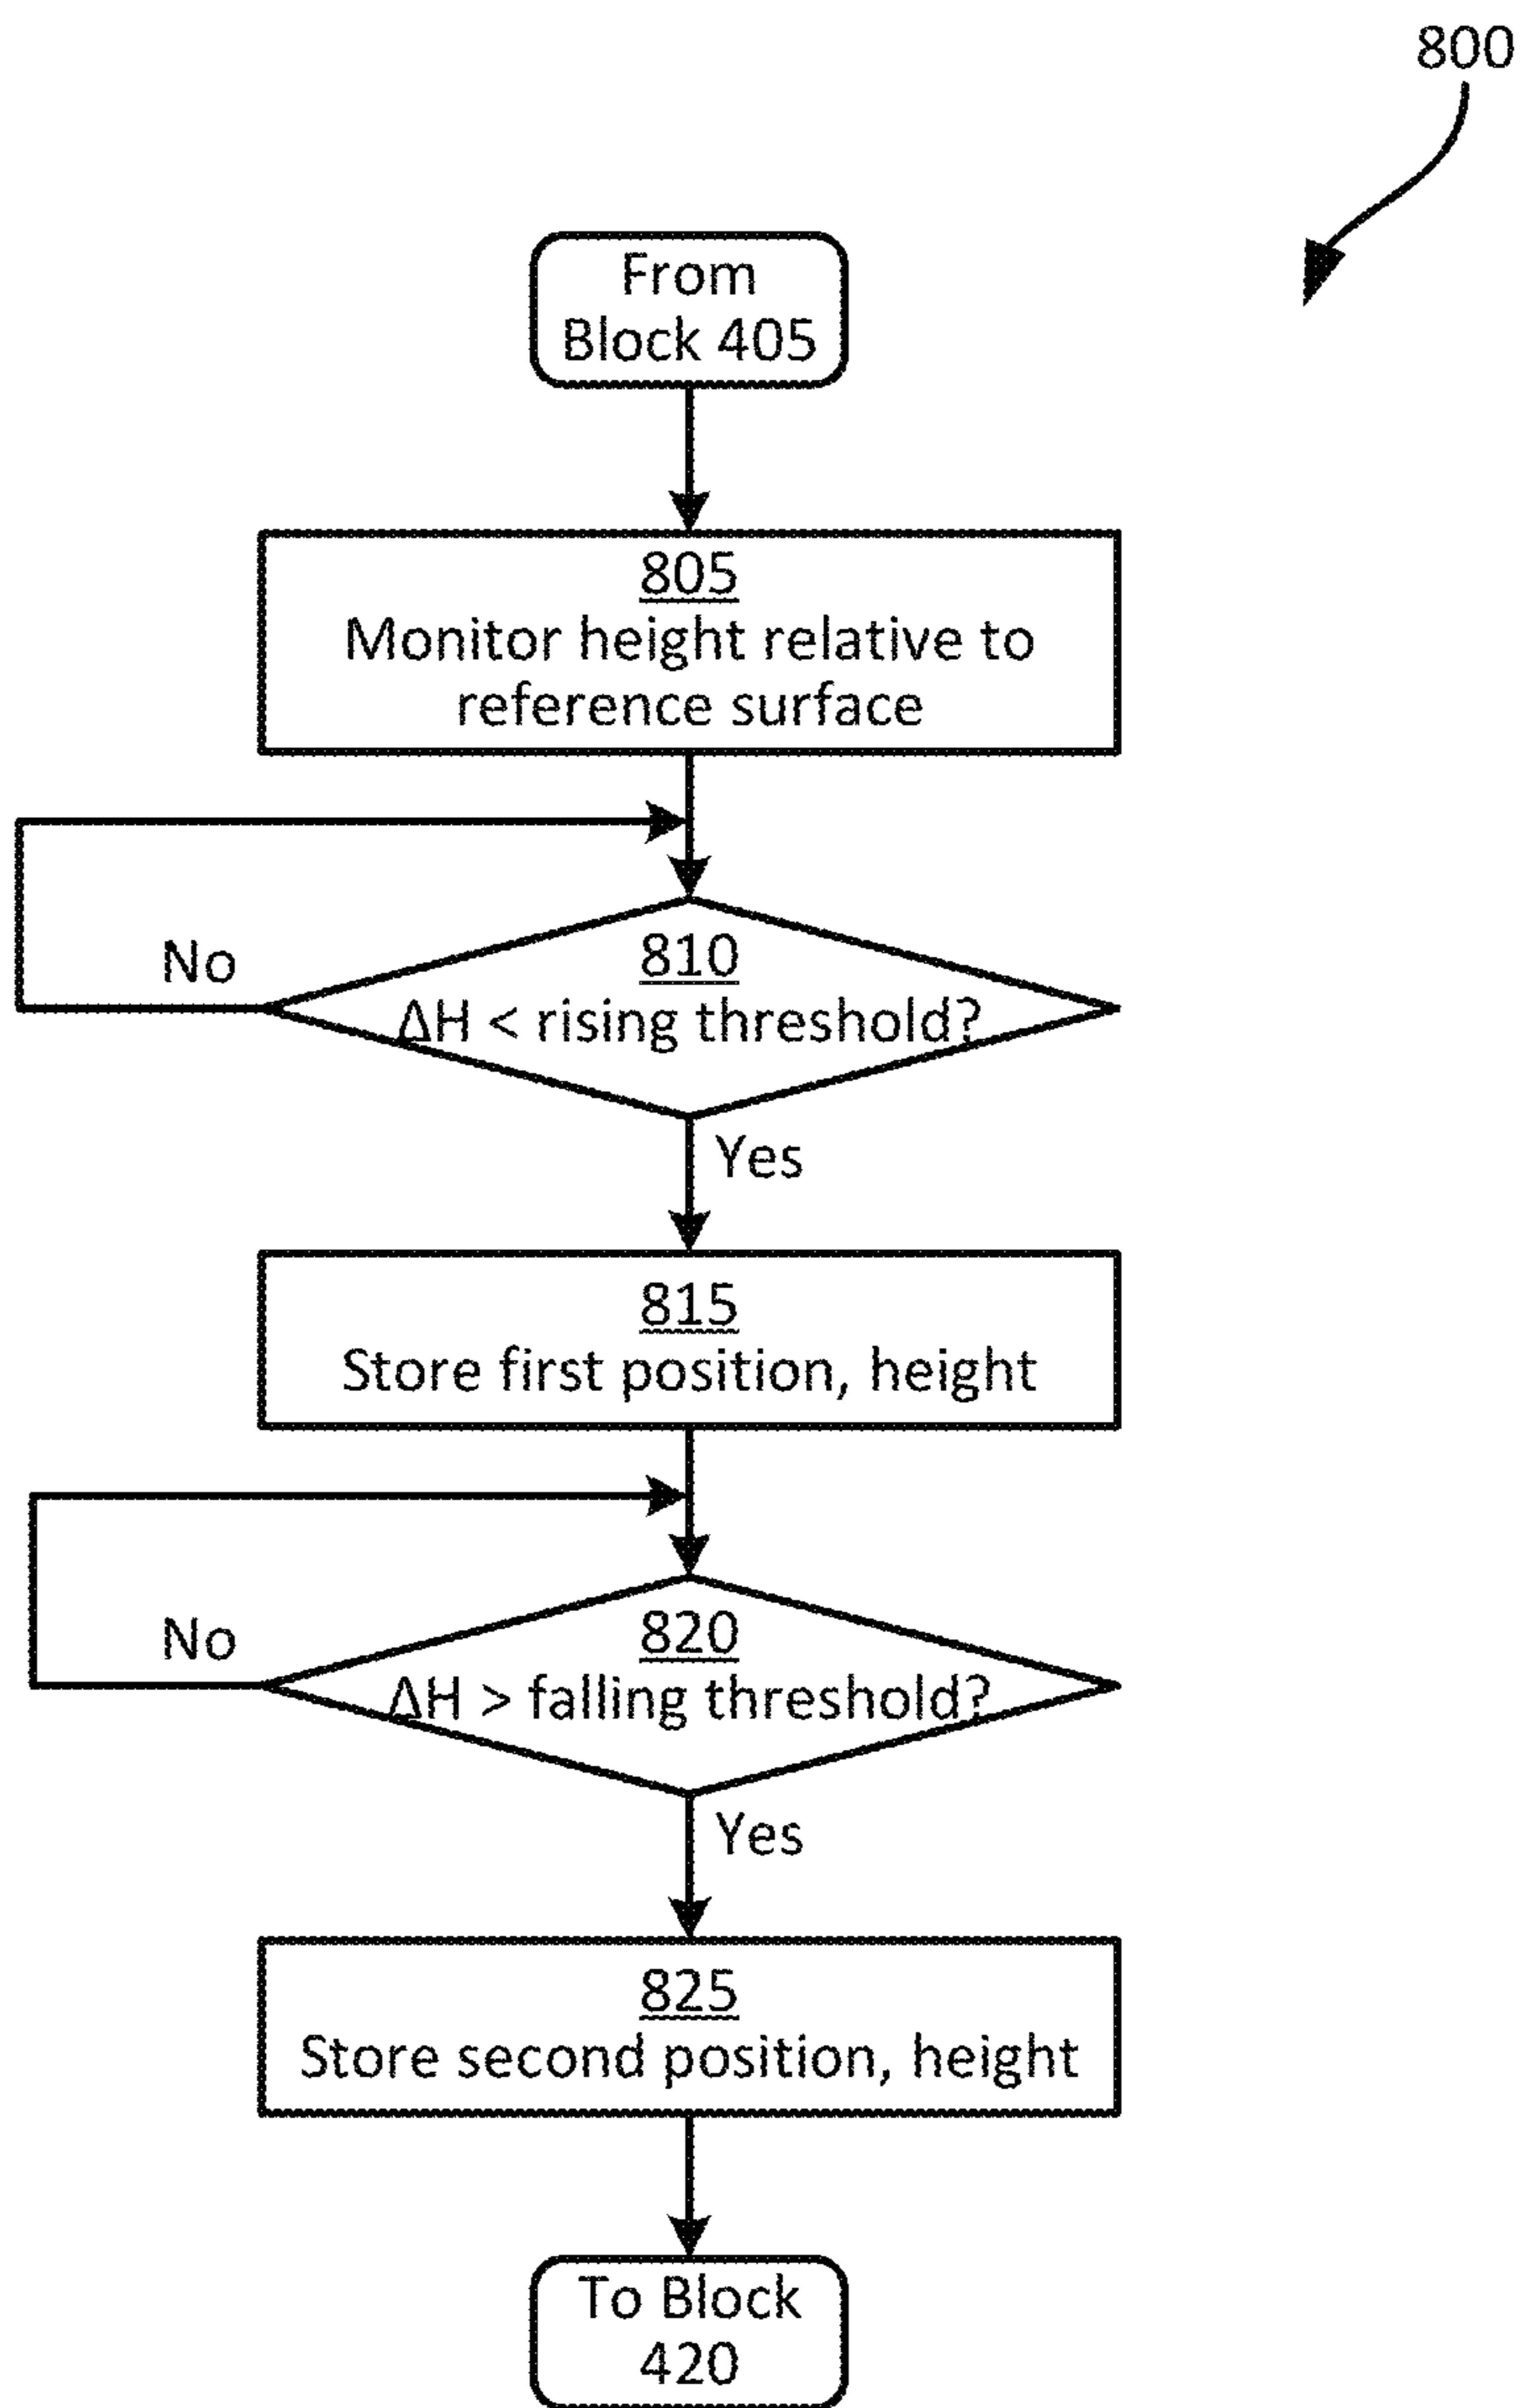 800
From
Block 405
805
Monitor height relative to
reference surface
810
No
ΔH < rising threshold?
Yes
815
Store first position, height
820
No
ΔH > falling threshold?
Yes
825
Store second position, height
To Block
420